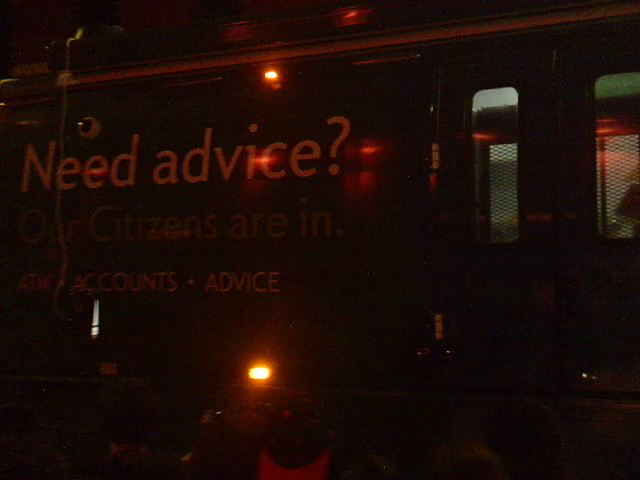 Need advice?
Our Citizens are in.
ATM • ACCOUNTS • ADVICE